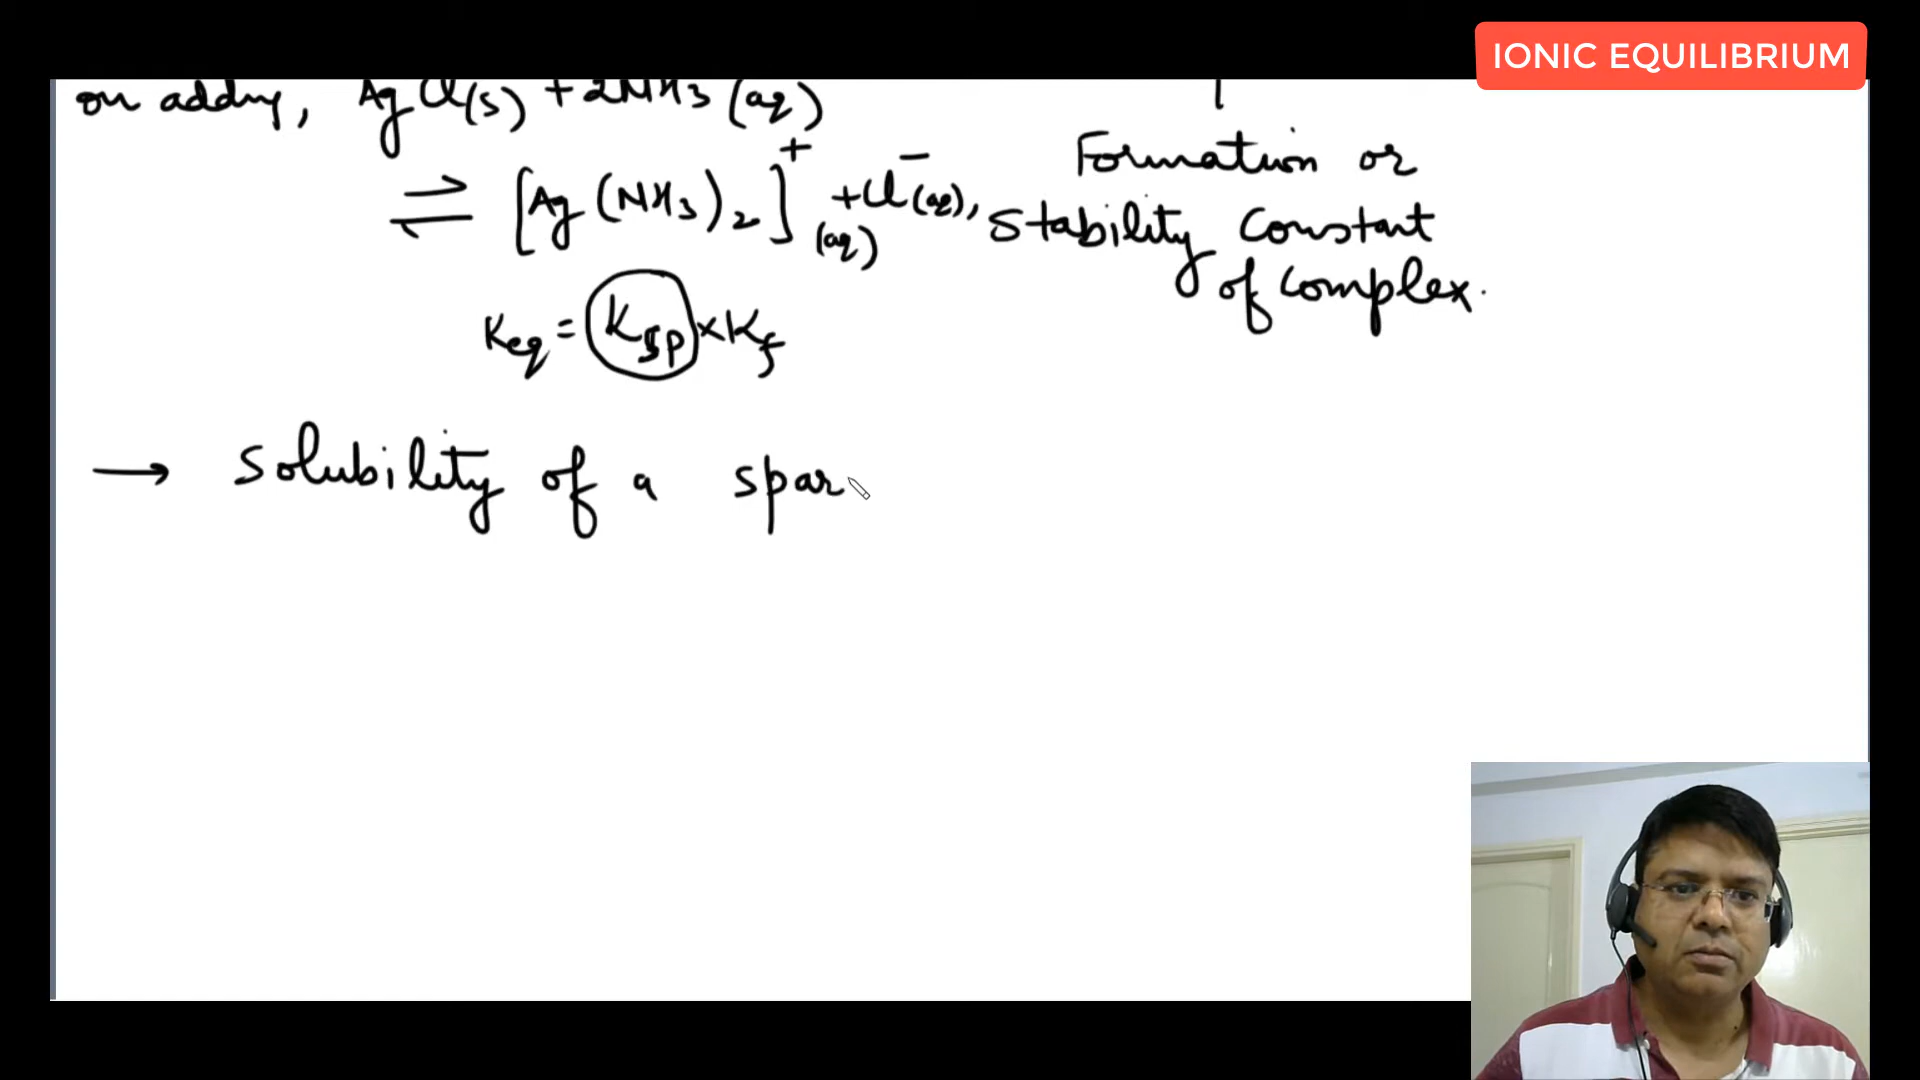 IONIC EQUILIBRIUM
on adding, AgCl(s) + 2NH3 (aq)
⇌ [Ag(NH3)2]+ (aq) + Cl- (aq),
Keq = Ksp × Kf
Formation or
Stability Constant
of Complex.
→ Solubility of a spar